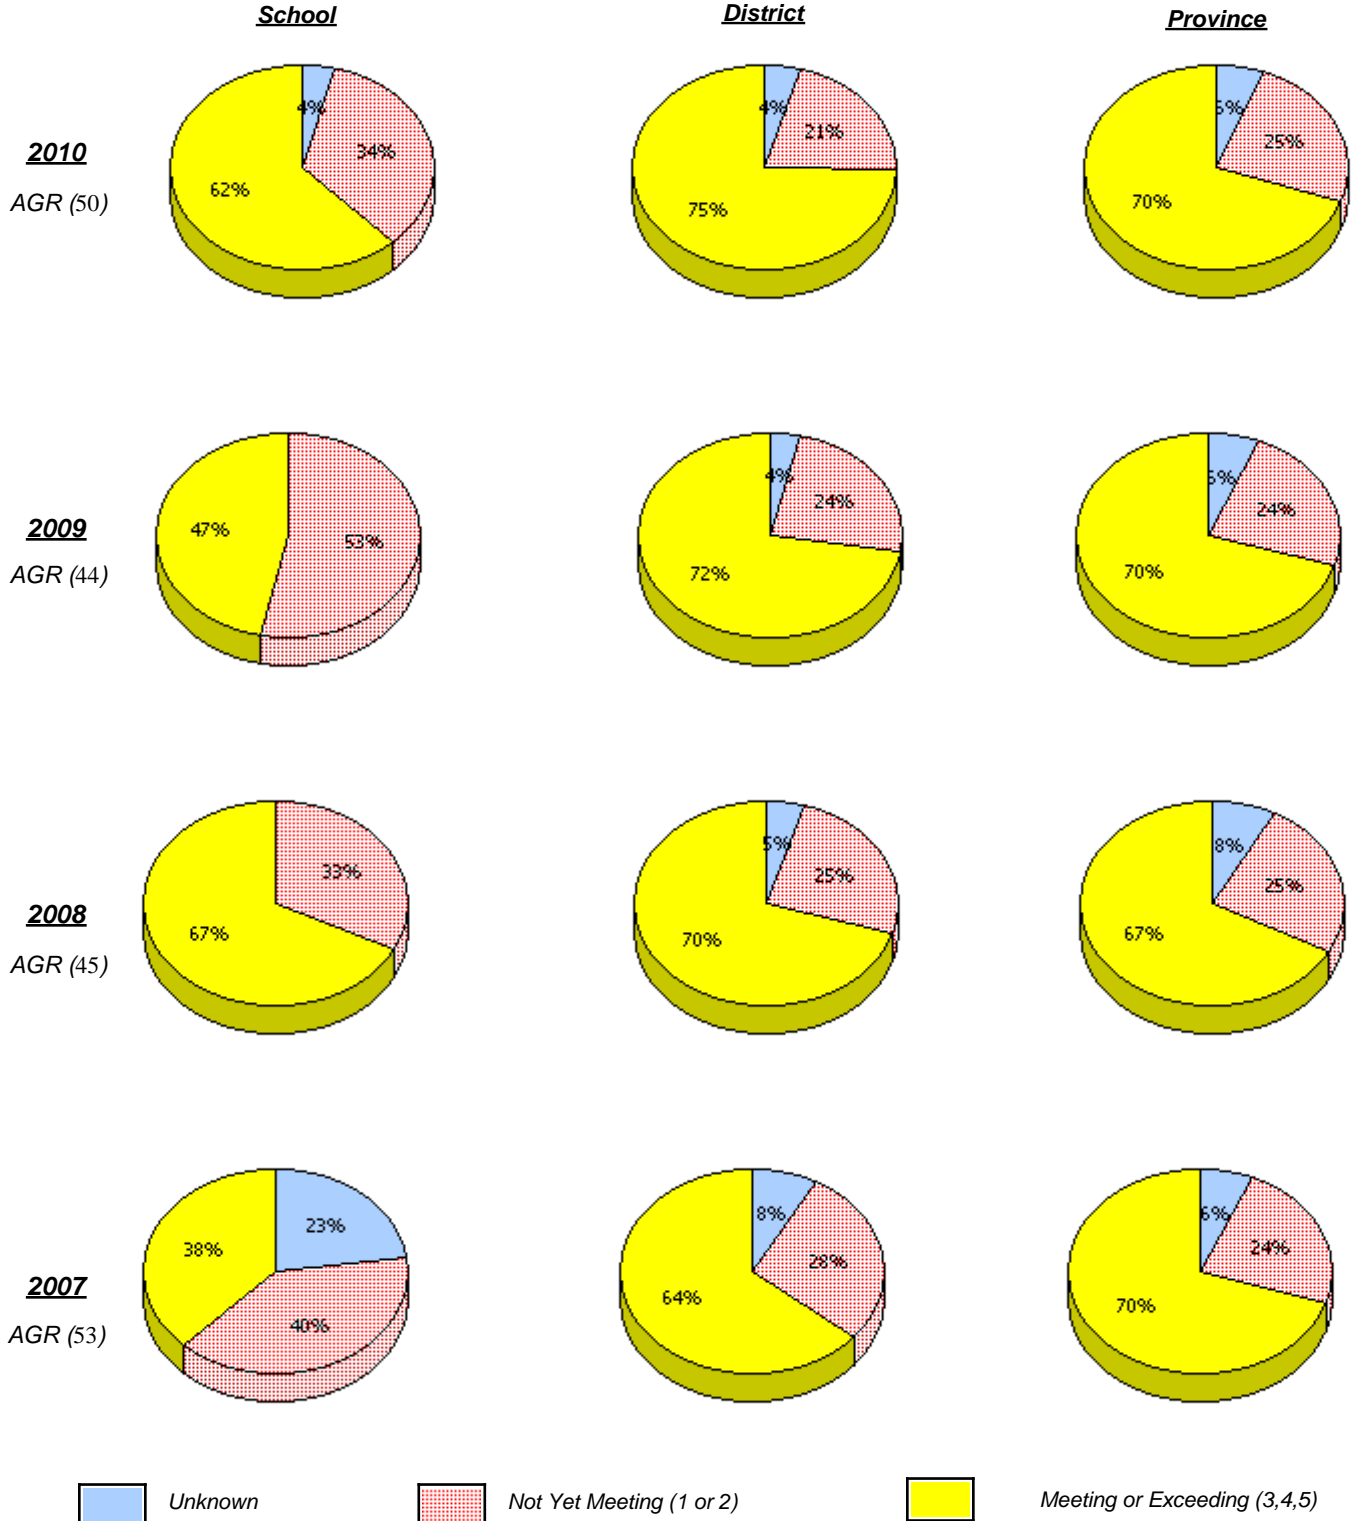 School District Province
2010
AGR (50)
4% 34% 62%
4% 21% 75%
25% 70%
2009
AGR (44)
47% 53%
4% 24% 72%
24% 70%
2008
AGR (45)
33% 67%
5% 25% 70%
8% 25% 67%
2007
AGR (53)
23% 38% 40%
8% 28% 64%
6% 24% 70%
Unknown Not Yet Meeting (1 or 2) Meeting or Exceeding (3,4,5)